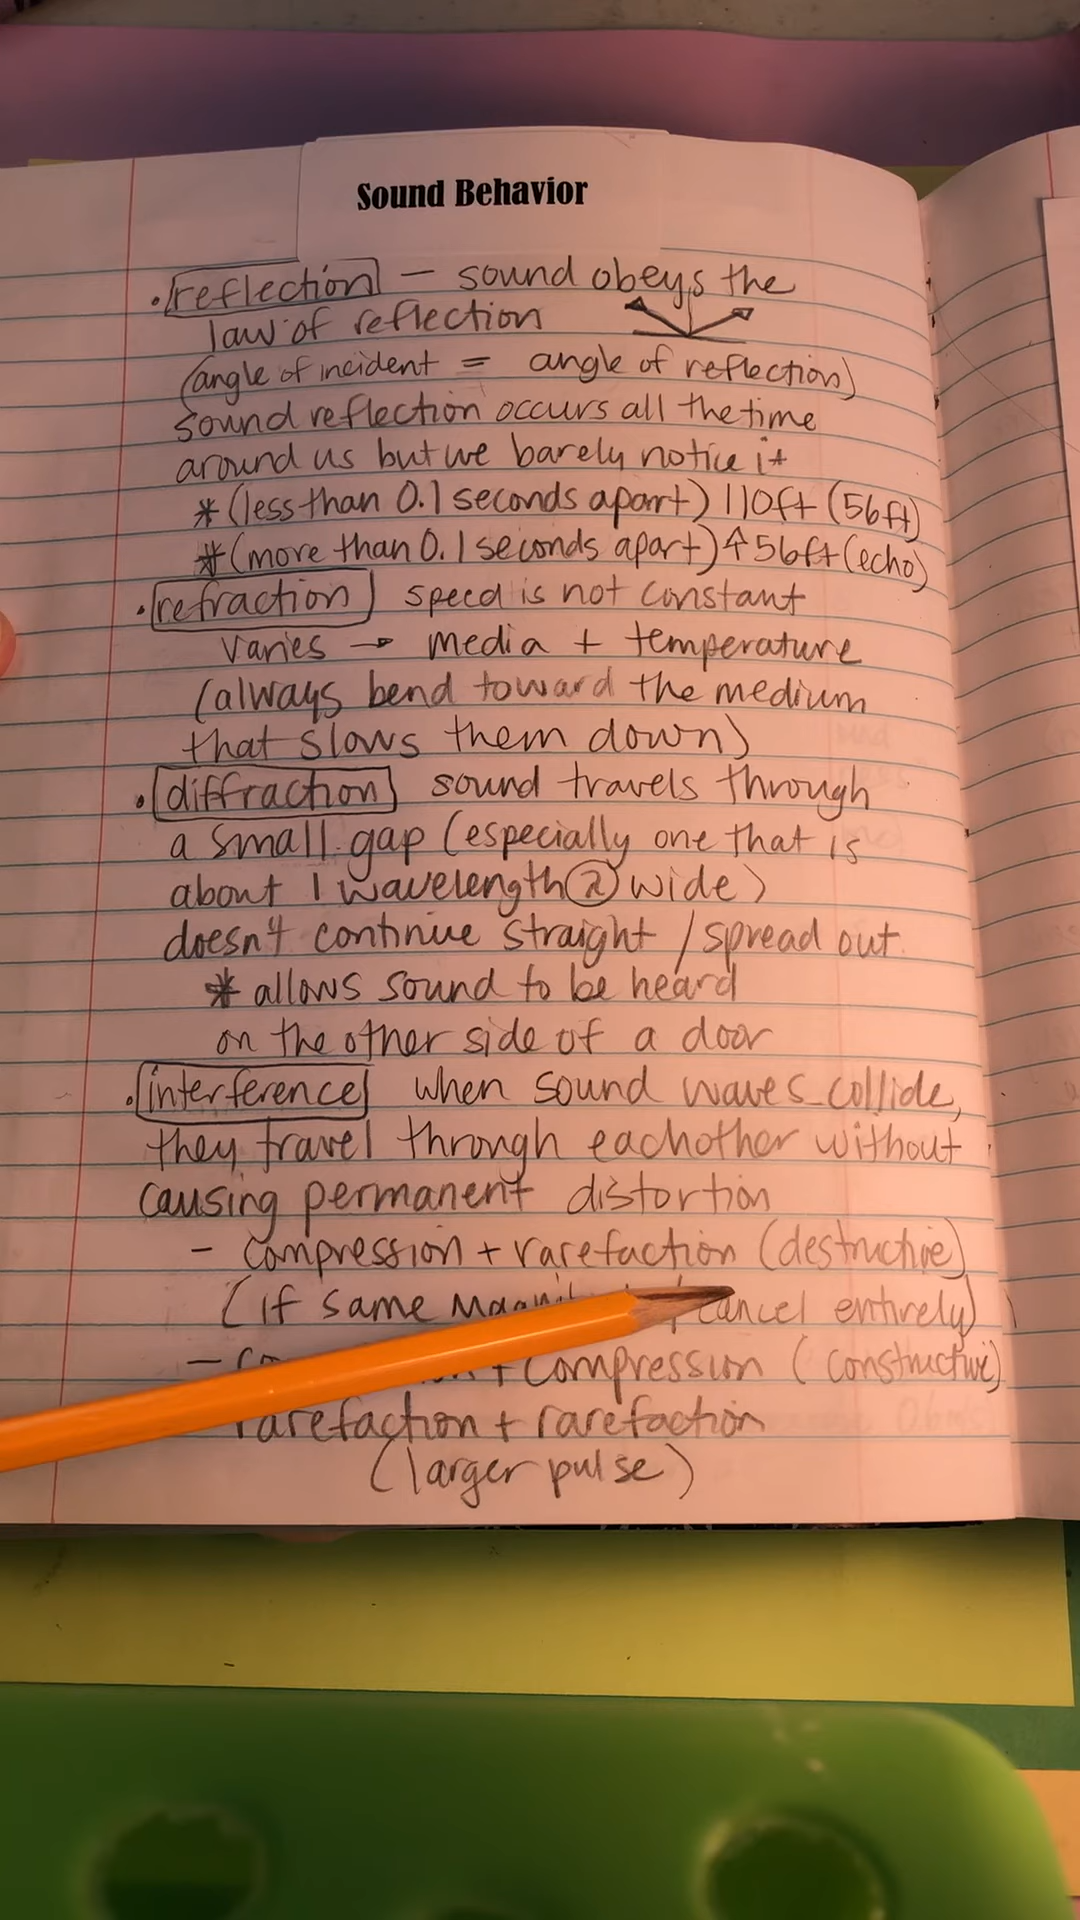 Sound Behavior
• reflection – sound obeys the
law of reflection
(angle of incident = angle of reflection)
sound reflection occurs all the time
around us but we barely notice it
* (less than 0.1 seconds apart) 110ft (56ft)
* (more than 0.1 seconds apart) ↑56ft (echo)
• refraction speed is not constant
varies → media + temperature
(always bend toward the medium
that slows them down)
• diffraction sound travels through
a small gap (especially one that is
about 1 wavelength (λ) wide)
doesn't continue straight / spread out
* allows sound to be heard
on the other side of a door
• interference when sound waves collide,
they travel through eachother without
causing permanent distortion
- compression + rarefaction (destructive)
(if same cancel entirely)
- + compression (constructive)
rarefaction + rarefaction
(larger pulse)